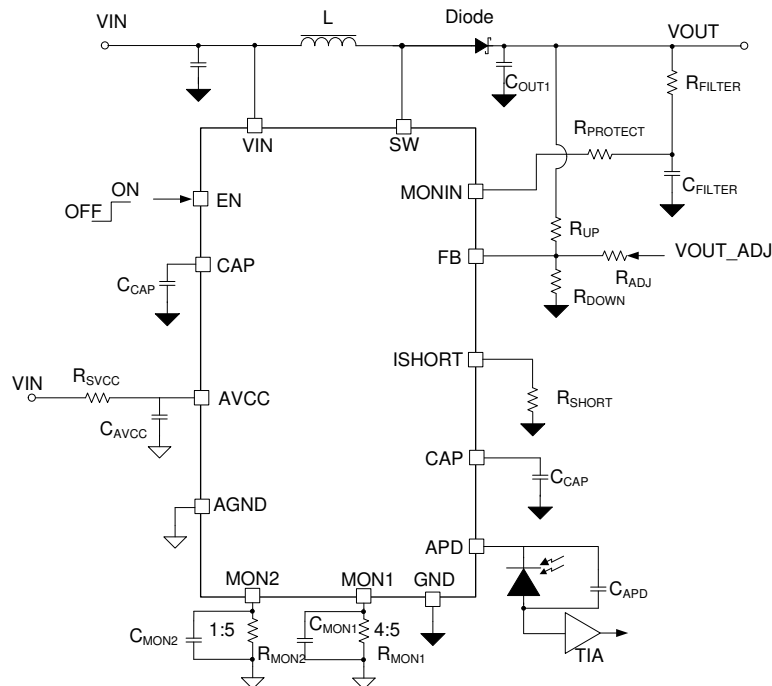 VIN
L
Diode
VOUT
COUT1
RFILTER
RPROTECT
VIN
SW
MONIN
CFILTER
ON
OFF
EN
RUP
FB
VOUT_ADJ
RADJ
CAP
CCAP
RDOWN
ISHORT
VIN
RSVCC
AVCC
RSHORT
CAVCC
CAP
CCAP
AGND
APD
MON2
MON1
GND
CAPD
CMON2
1:5
RMON2
CMON1
4:5
RMON1
TIA